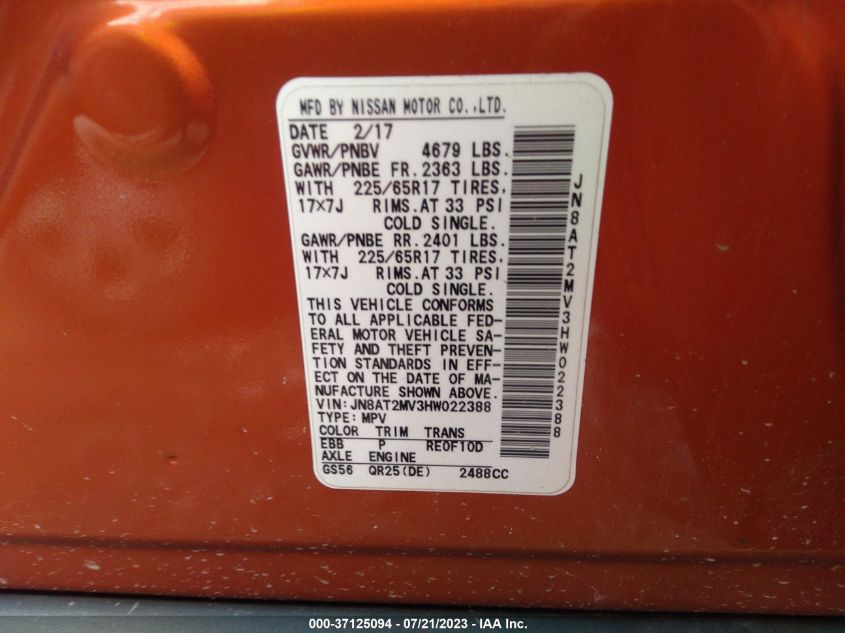 MFD BY NISSAN MOTOR CO.,LTD.
DATE 2/17
GVWR/PNBV 4679 LBS.
GAWR/PNBE FR. 2363 LBS.
WITH 225/65R17 TIRES,
17X7J RIMS. AT 33 PSI
COLD SINGLE.
GAWR/PNBE RR. 2401 LBS.
WITH 225/65R17 TIRES,
17X7J RIMS. AT 33 PSI
COLD SINGLE.
THIS VEHICLE CONFORMS
TO ALL APPLICABLE FED-
ERAL MOTOR VEHICLE SA-
FETY AND THEFT PREVEN-
TION STANDARDS IN EFF-
ECT ON THE DATE OF MA-
NUFACTURE SHOWN ABOVE.
VIN:JN8AT2MV3HW022388
TYPE:MPV
COLOR TRIM TRANS
EBB P RE0F10D
AXLE ENGINE
GS56 QR25(DE) 2488CC
JN8AT2MV3HW022388
000-37125094 - 07/21/2023 - IAA Inc.